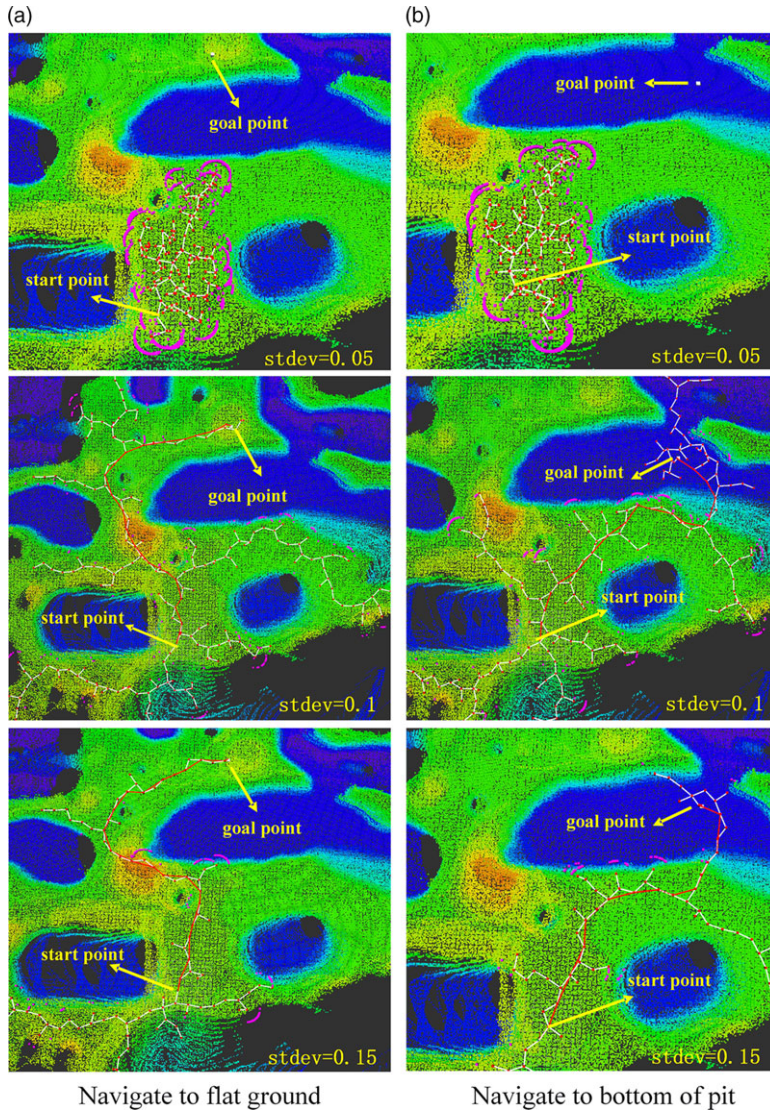 (a)
(b)
goal point
goal point
start point
start point
stdev=0.05
stdev=0.05
goal point
goal point
start point
start point
stdev=0.1
stdev=0.1
goal point
goal point
start point
start point
stdev=0.15
stdev=0.15
Navigate to flat ground
Navigate to bottom of pit